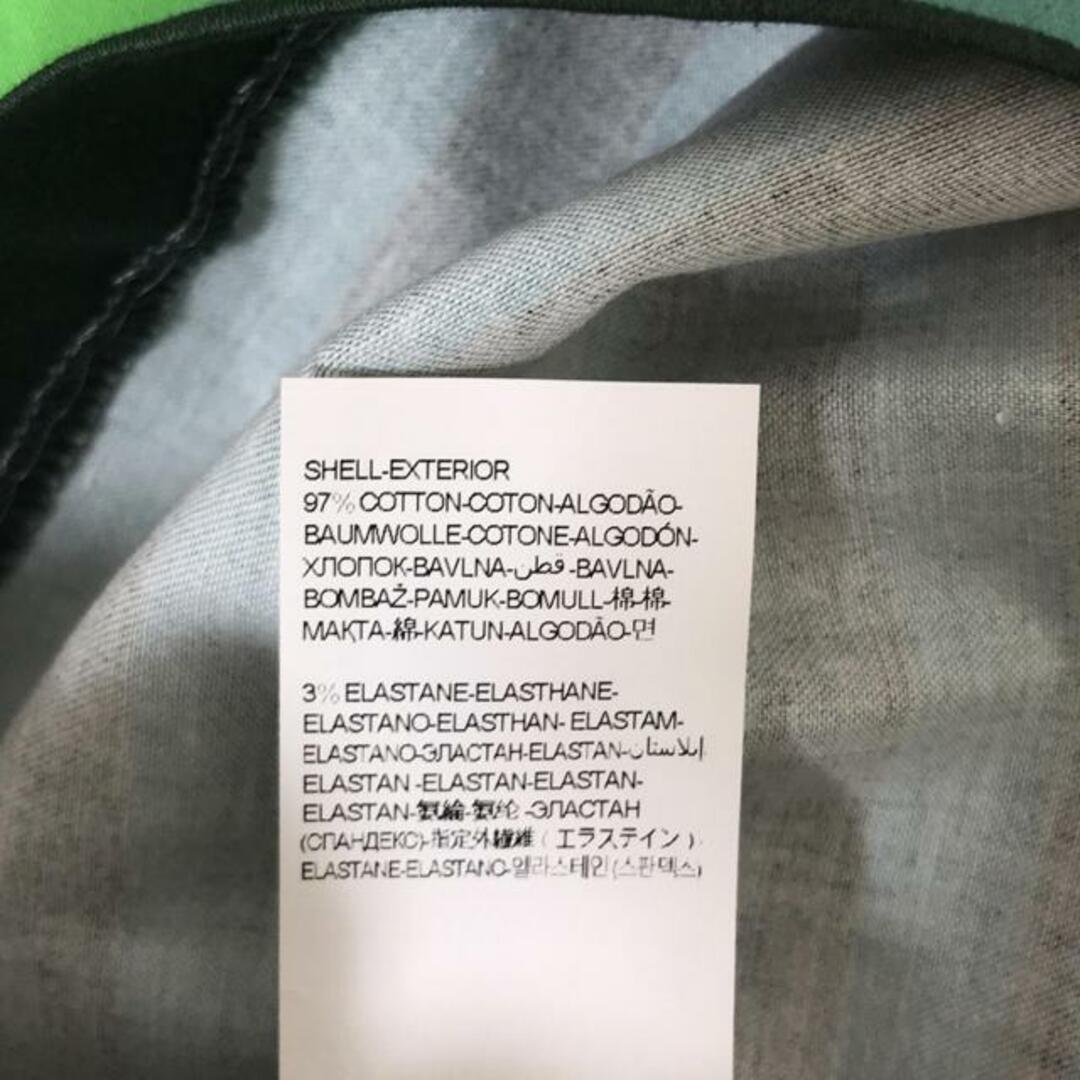 SHELL-EXTERIOR
97% COTTON-COTON-ALGODÃO-
BAUMWOLLE-COTONE-ALGODÓN-
ХЛОПОК-BAVLNA-قطن-BAVLNA-
BOMBAŽ-PAMUK-BOMULL-棉-棉-
МАҚТА-綿-KATUN-ALGODÃO-면
3% ELASTANE-ELASTHANE-
ELASTANO-ELASTHAN- ELASTAM-
ELASTANO-ЭЛАСТАН-ELASTAN-إيلاستان
ELASTAN -ELASTAN-ELASTAN-
ELASTAN-氨綸-氨纶 -ЭЛАСТАН
(СПАНДЕКС)-指定外繊維 ( エラステイン ).
ELASTANE-ELASTANO-엘라스테인(스판덱스)